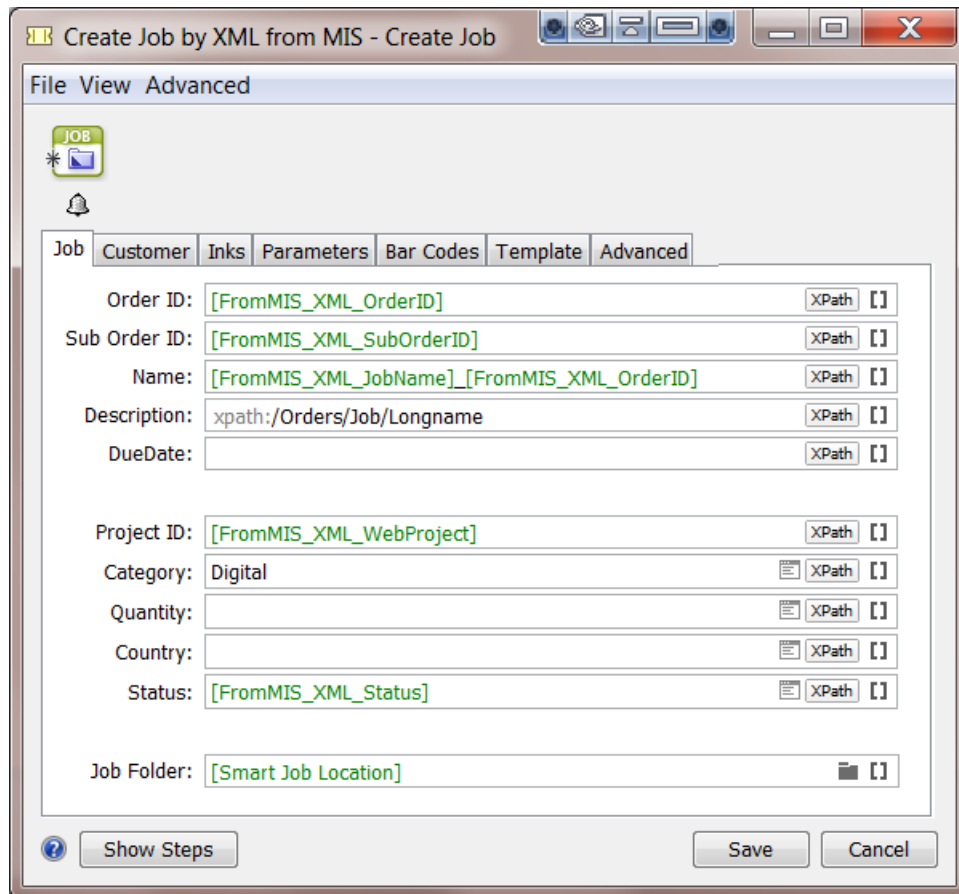 Create Job by XML from MIS - Create Job
File View Advanced
JOB
Job Customer Inks Parameters Bar Codes Template Advanced
Order ID: [FromMIS_XML_OrderID] XPath []
Sub Order ID: [FromMIS_XML_SubOrderID] XPath []
Name: [FromMIS_XML_JobName]_[FromMIS_XML_OrderID] XPath []
Description: xpath:/Orders/Job/Longname XPath []
DueDate: XPath []
Project ID: [FromMIS_XML_WebProject] XPath []
Category: Digital XPath []
Quantity: XPath []
Country: XPath []
Status: [FromMIS_XML_Status] XPath []
Job Folder: [Smart Job Location] []
? Show Steps Save Cancel